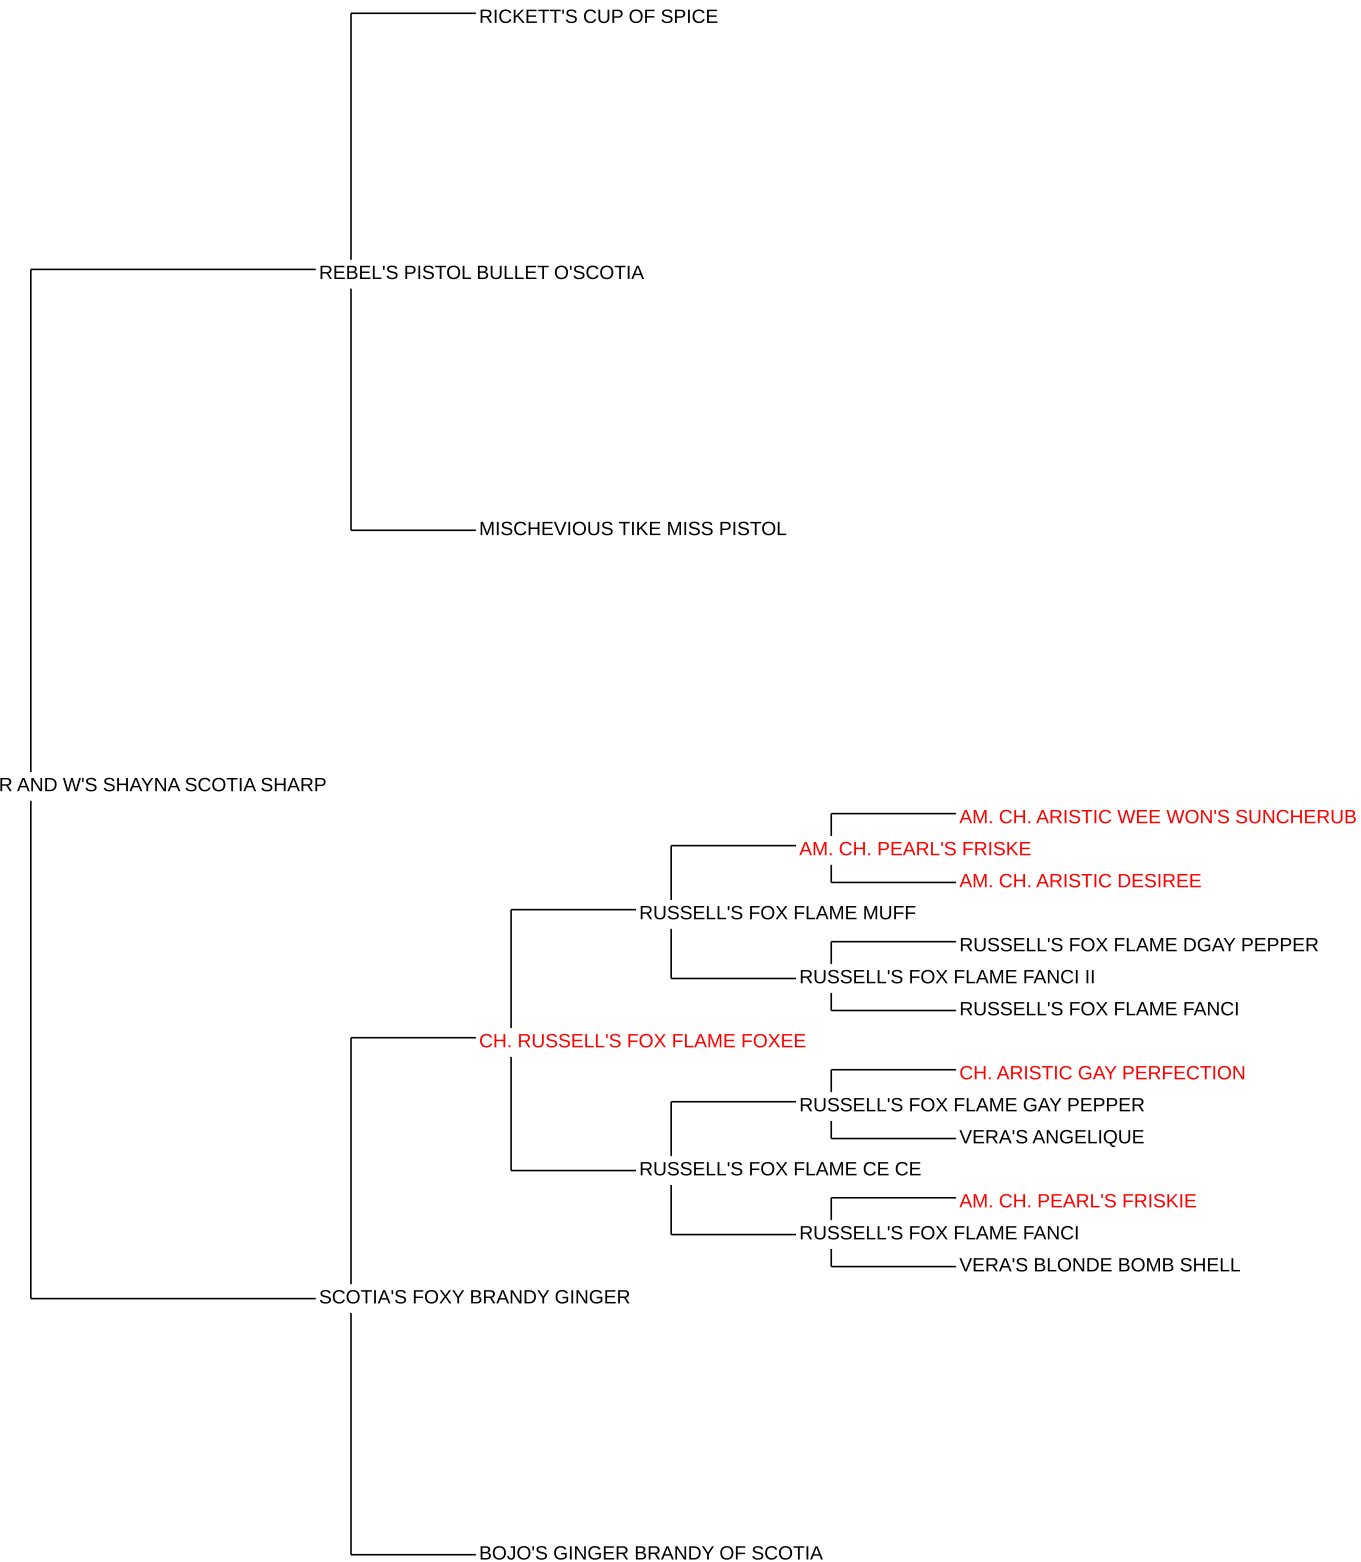 RICKETT'S CUP OF SPICE
REBEL'S PISTOL BULLET O'SCOTIA
MISCHEVIOUS TIKE MISS PISTOL
R AND W'S SHAYNA SCOTIA SHARP
AM. CH. ARISTIC WEE WON'S SUNCHERUB
AM. CH. PEARL'S FRISKE
AM. CH. ARISTIC DESIREE
RUSSELL'S FOX FLAME MUFF
RUSSELL'S FOX FLAME DGAY PEPPER
RUSSELL'S FOX FLAME FANCI II
RUSSELL'S FOX FLAME FANCI
CH. RUSSELL'S FOX FLAME FOXEE
CH. ARISTIC GAY PERFECTION
RUSSELL'S FOX FLAME GAY PEPPER
VERA'S ANGELIQUE
RUSSELL'S FOX FLAME CE CE
AM. CH. PEARL'S FRISKIE
RUSSELL'S FOX FLAME FANCI
VERA'S BLONDE BOMB SHELL
SCOTIA'S FOXY BRANDY GINGER
BOJO'S GINGER BRANDY OF SCOTIA